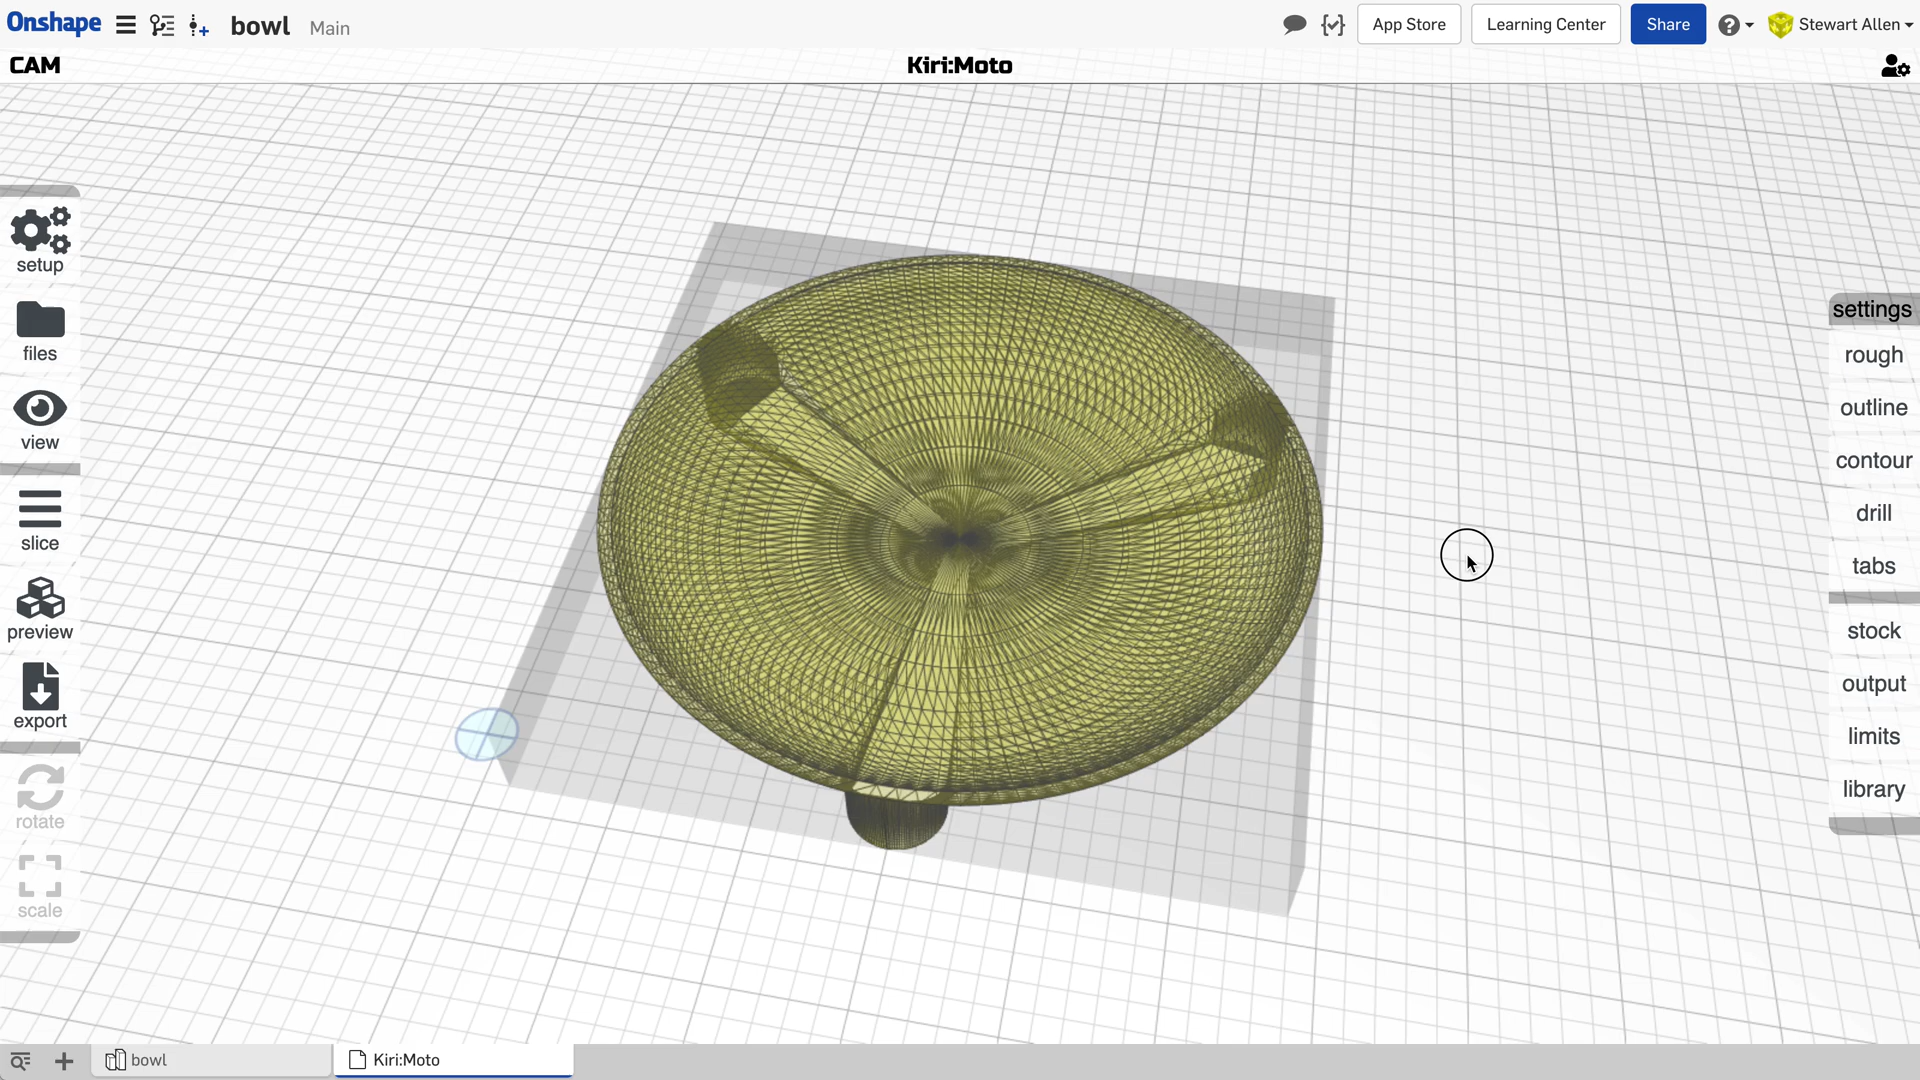 Onshape bowl Main App Store Learning Center Share Stewart Allen
CAM Kiri:Moto
setup
files
view
slice
preview
export
rotate
scale
settings
rough
outline
contour
drill
tabs
stock
output
limits
library
bowl Kiri:Moto